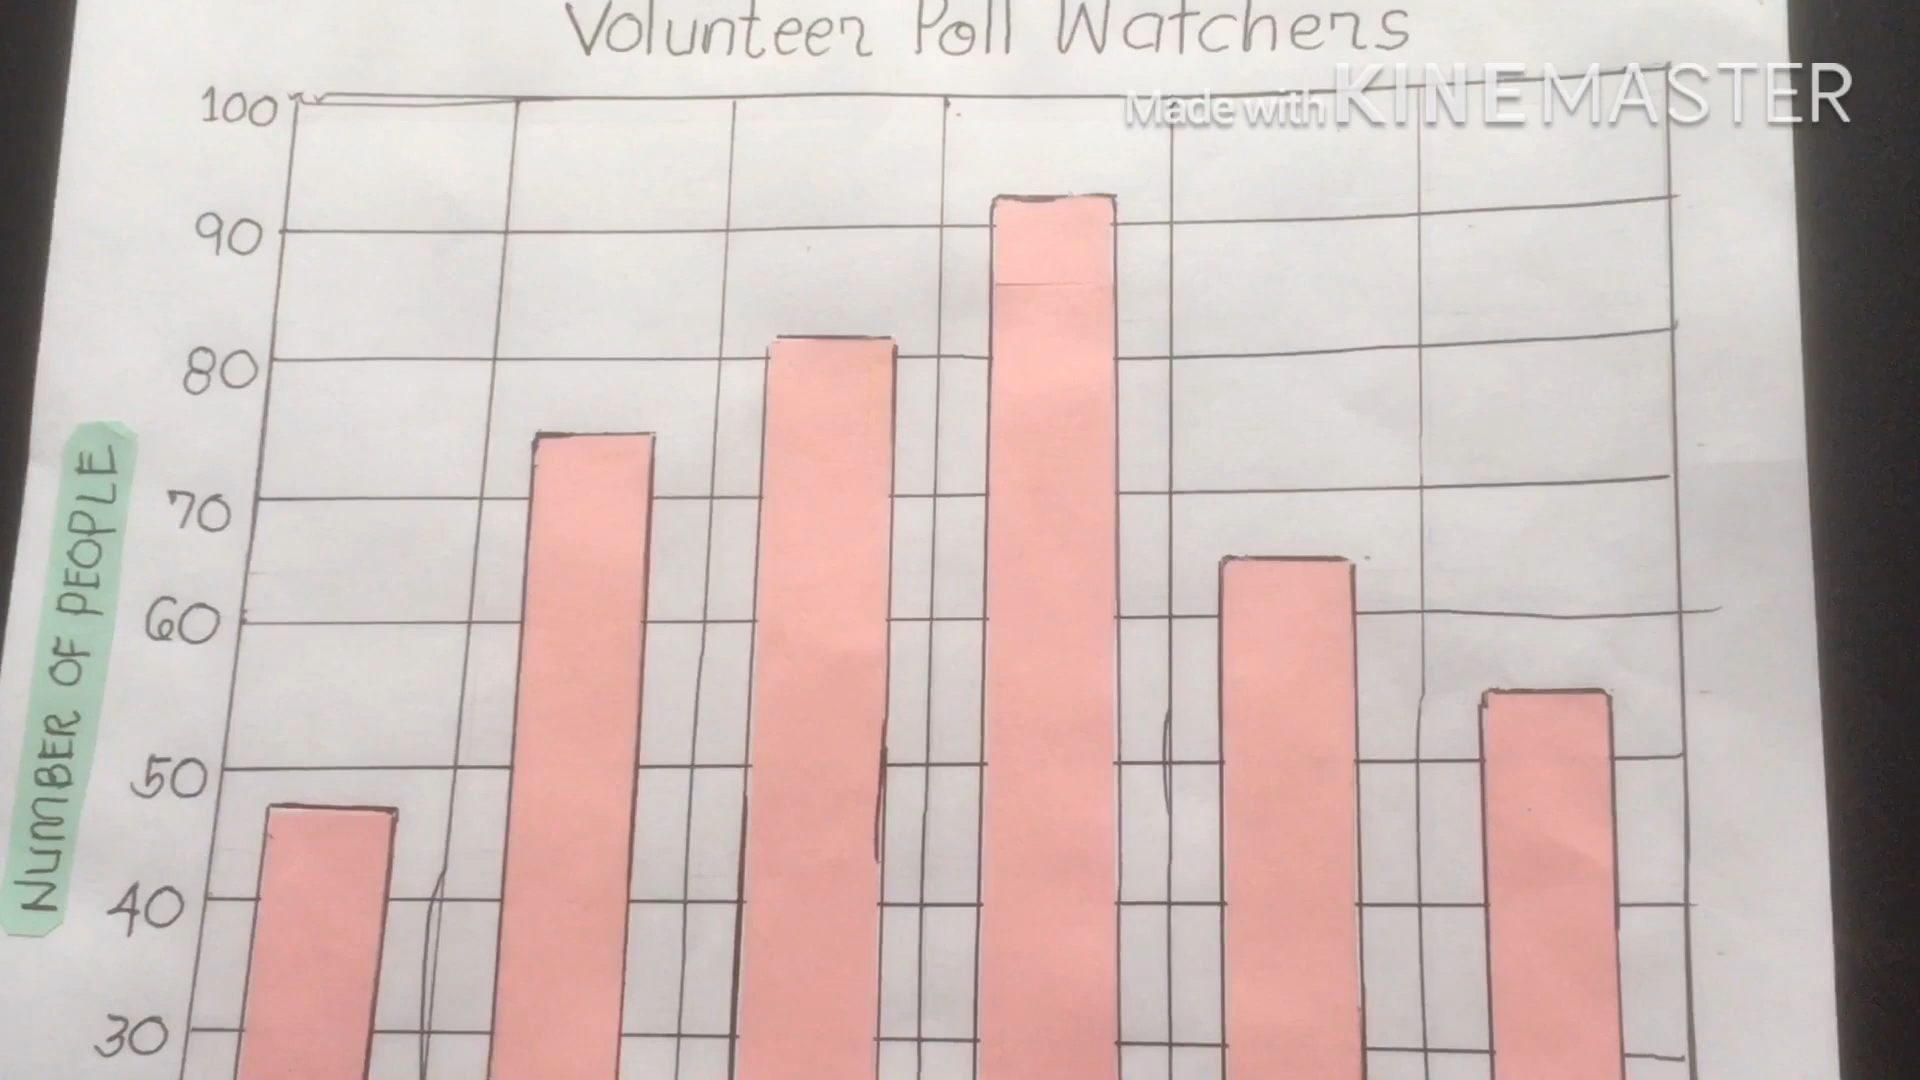 Volunteer Poll Watchers
Made with KINEMASTER
100
90
80
70
60
50
40
30
NUMBER OF PEOPLE